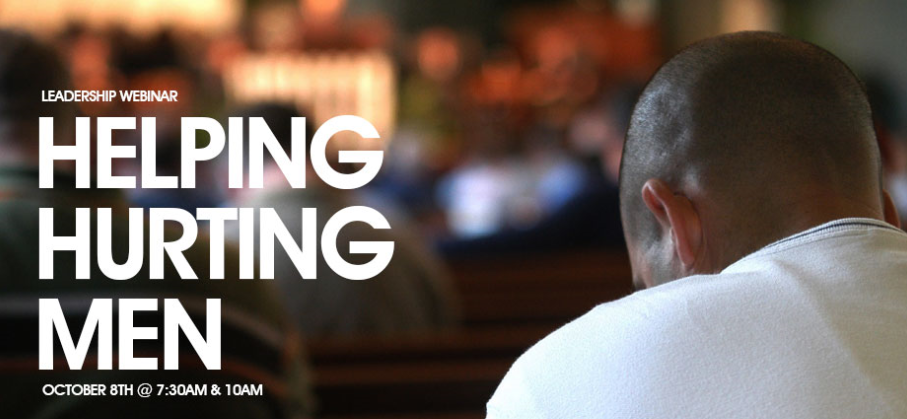 LEADERSHIP WEBINAR
HELPING
HURTING
MEN
OCTOBER 8TH @ 7:30AM & 10AM